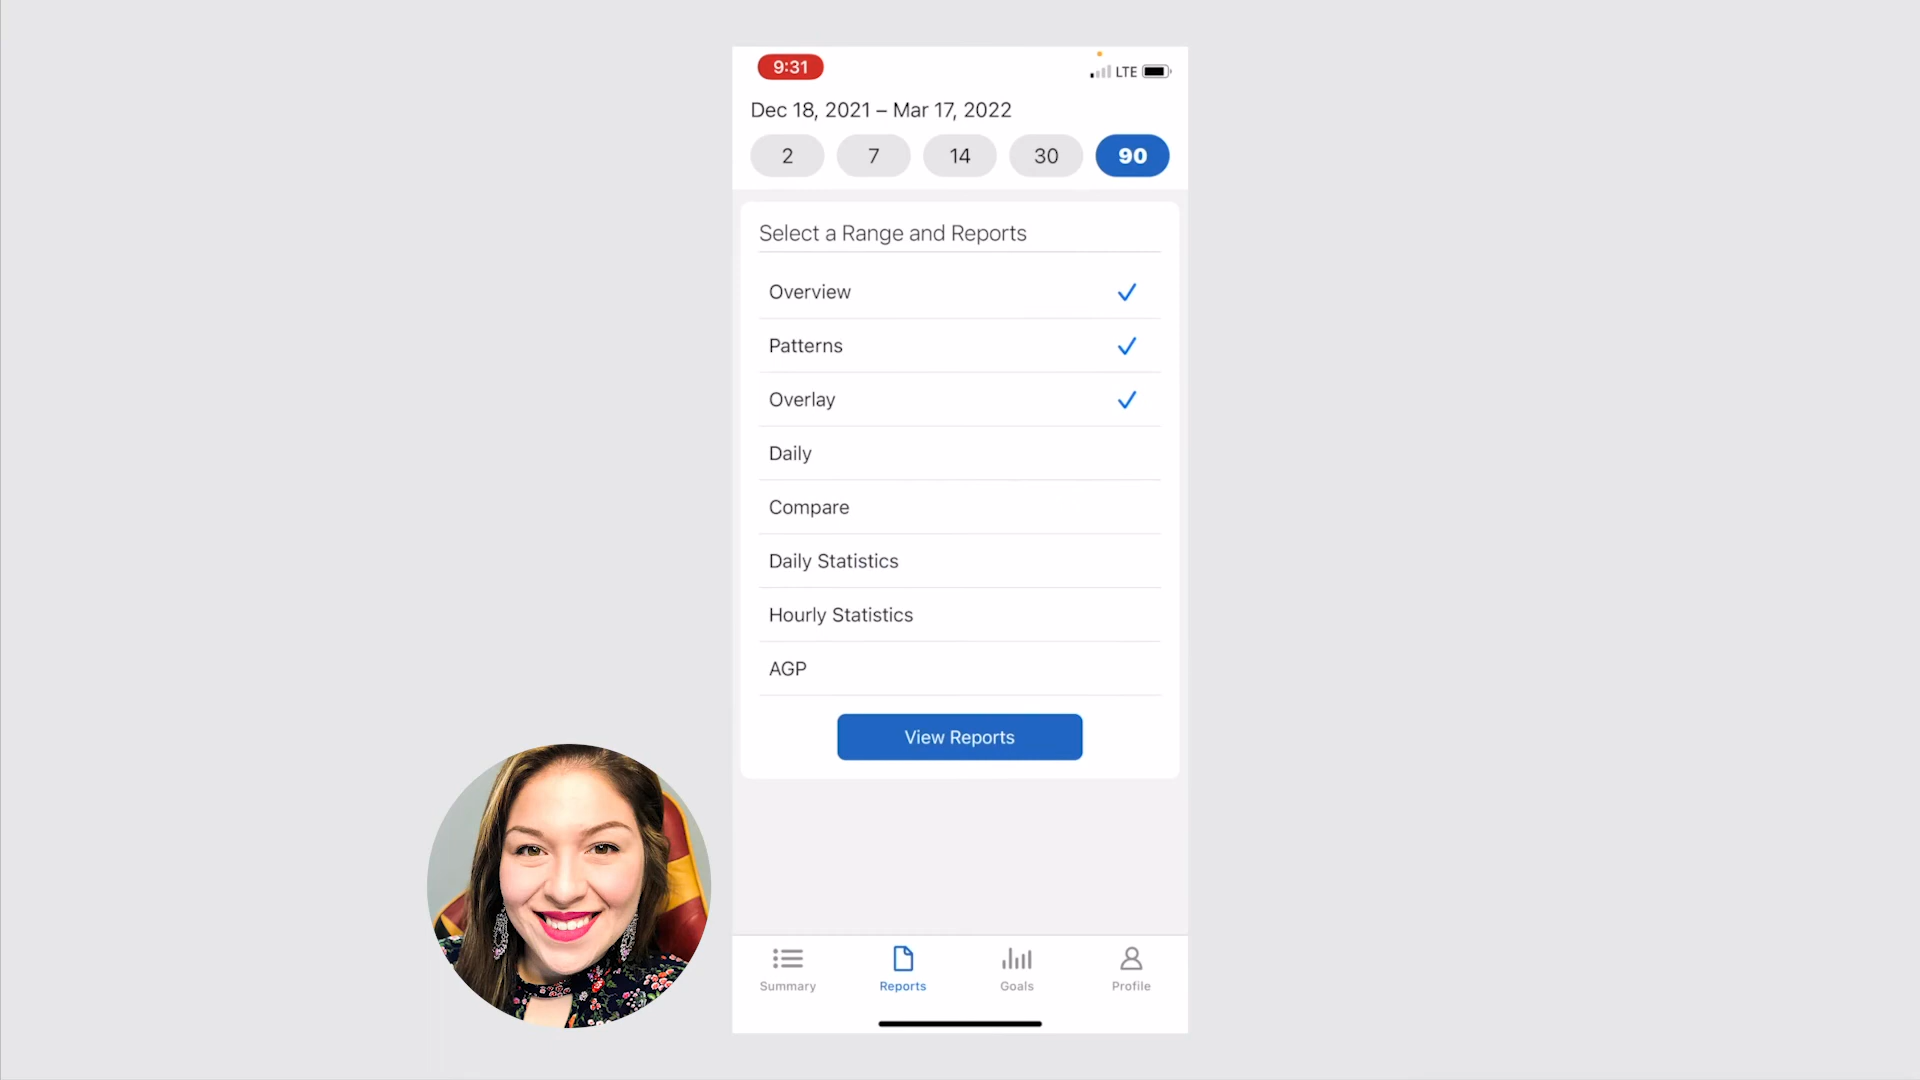 9:31
LTE
Dec 18, 2021 – Mar 17, 2022
2 7 14 30 90
Select a Range and Reports
Overview
Patterns
Overlay
Daily
Compare
Daily Statistics
Hourly Statistics
AGP
View Reports
Summary Reports Goals Profile